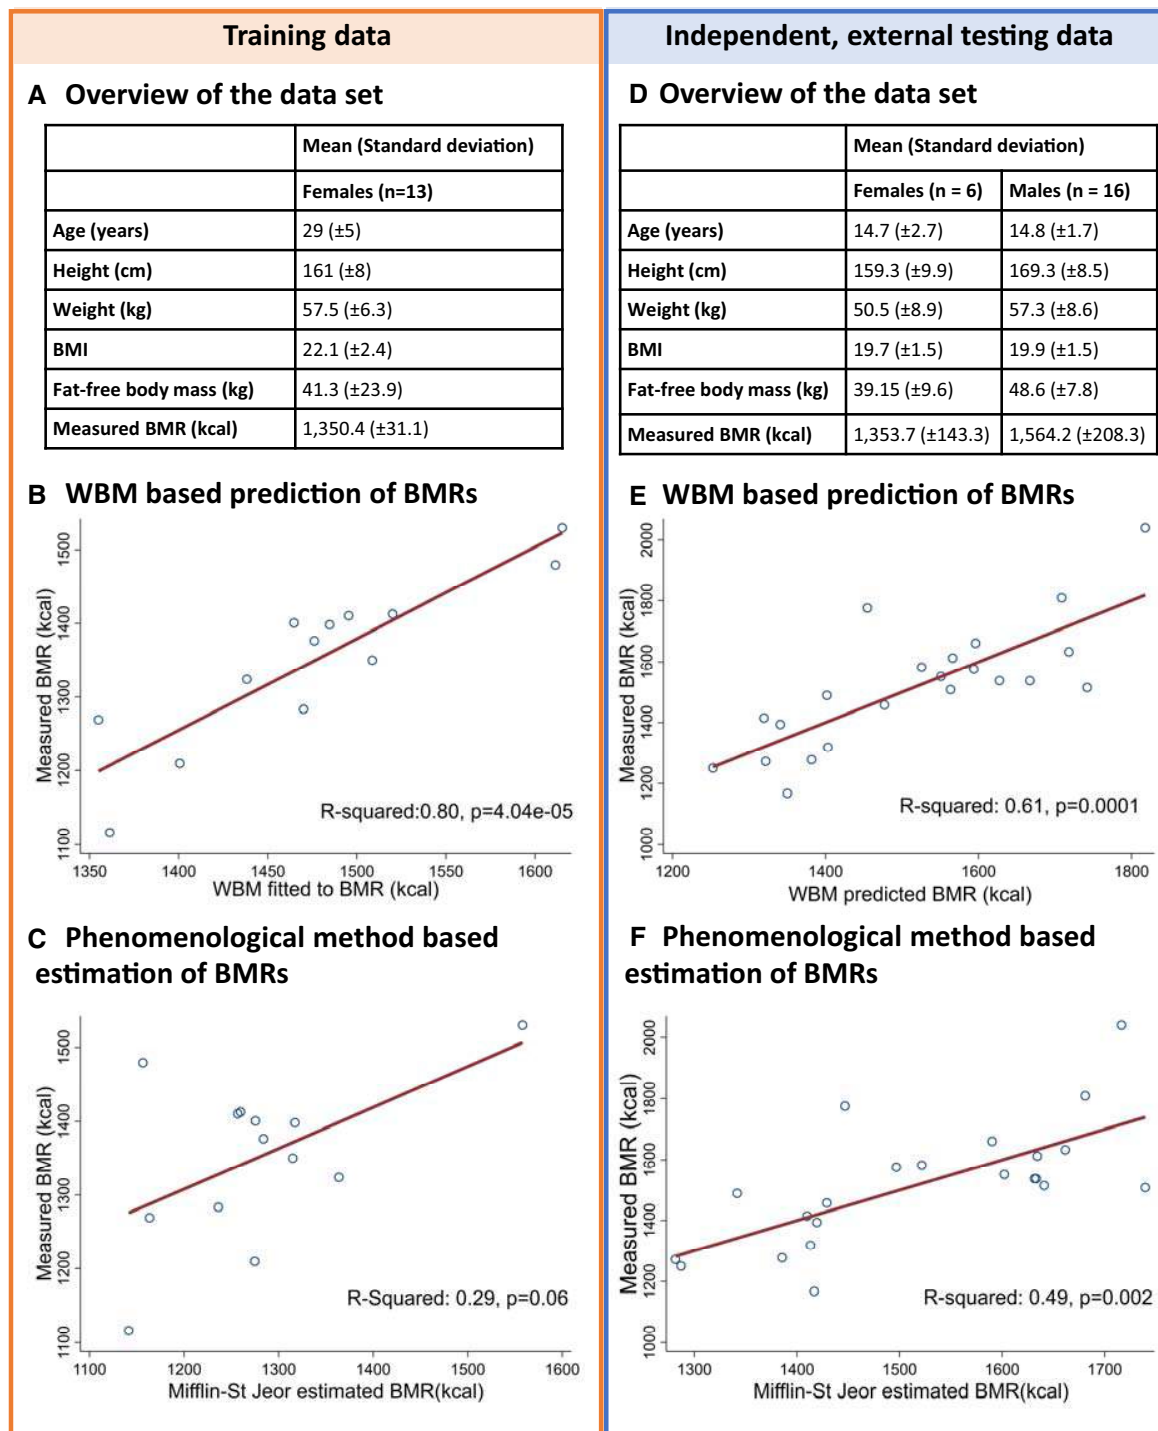 Training data
A Overview of the data set
Mean (Standard deviation)
Females (n=13)
Age (years) 29 (±5)
Height (cm) 161 (±8)
Weight (kg) 57.5 (±6.3)
BMI 22.1 (±2.4)
Fat-free body mass (kg) 41.3 (±23.9)
Measured BMR (kcal) 1,350.4 (±31.1)
B WBM based prediction of BMRs
Measured BMR (kcal)
1500
1400
1300
1200
1100
R-squared:0.80, p=4.04e-05
1350 1400 1450 1500 1550 1600
WBM fitted to BMR (kcal)
C Phenomenological method based
estimation of BMRs
Measured BMR (kcal)
1500
1400
1300
1200
1100
R-Squared: 0.29, p=0.06
1100 1200 1300 1400 1500 1600
Mifflin-St Jeor estimated BMR(kcal)
Independent, external testing data
D Overview of the data set
Mean (Standard deviation)
Females (n = 6) Males (n = 16)
Age (years) 14.7 (±2.7) 14.8 (±1.7)
Height (cm) 159.3 (±9.9) 169.3 (±8.5)
Weight (kg) 50.5 (±8.9) 57.3 (±8.6)
BMI 19.7 (±1.5) 19.9 (±1.5)
Fat-free body mass (kg) 39.15 (±9.6) 48.6 (±7.8)
Measured BMR (kcal) 1,353.7 (±143.3) 1,564.2 (±208.3)
E WBM based prediction of BMRs
Measured BMR (kcal)
2000
1800
1600
1400
1200
1000
R-squared: 0.61, p=0.0001
1200 1400 1600 1800
WBM predicted BMR (kcal)
F Phenomenological method based
estimation of BMRs
Measured BMR (kcal)
2000
1800
1600
1400
1200
1000
R-squared: 0.49, p=0.002
1300 1400 1500 1600 1700
Mifflin-St Jeor estimated BMR(kcal)